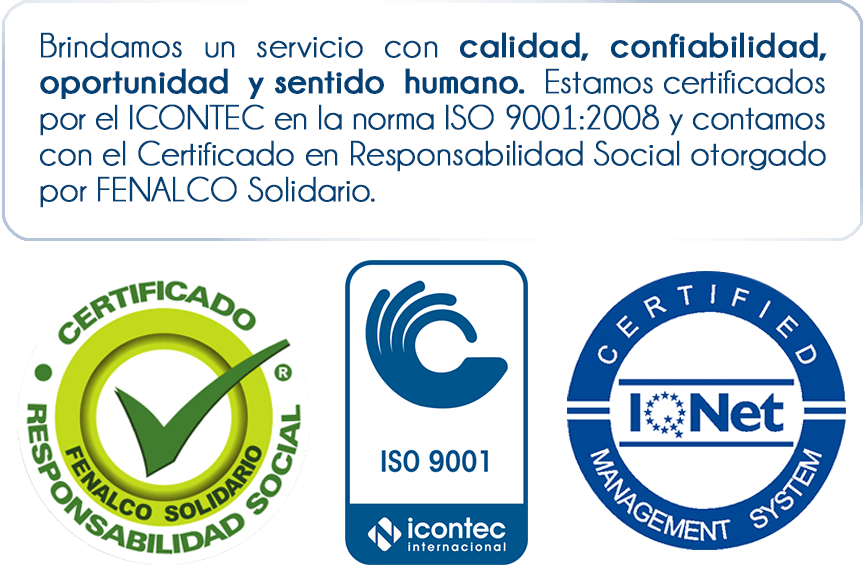 Brindamos un servicio con calidad, confiabilidad,
oportunidad y sentido humano. Estamos certificados
por el ICONTEC en la norma ISO 9001:2008 y contamos
con el Certificado en Responsabilidad Social otorgado
por FENALCO Solidario.
CERTIFICADO
®
FENALCO SOLIDARIO
RESPONSABILIDAD SOCIAL
ISO 9001
icontec
internacional
CERTIFIED
IQNet
MANAGEMENT SYSTEM